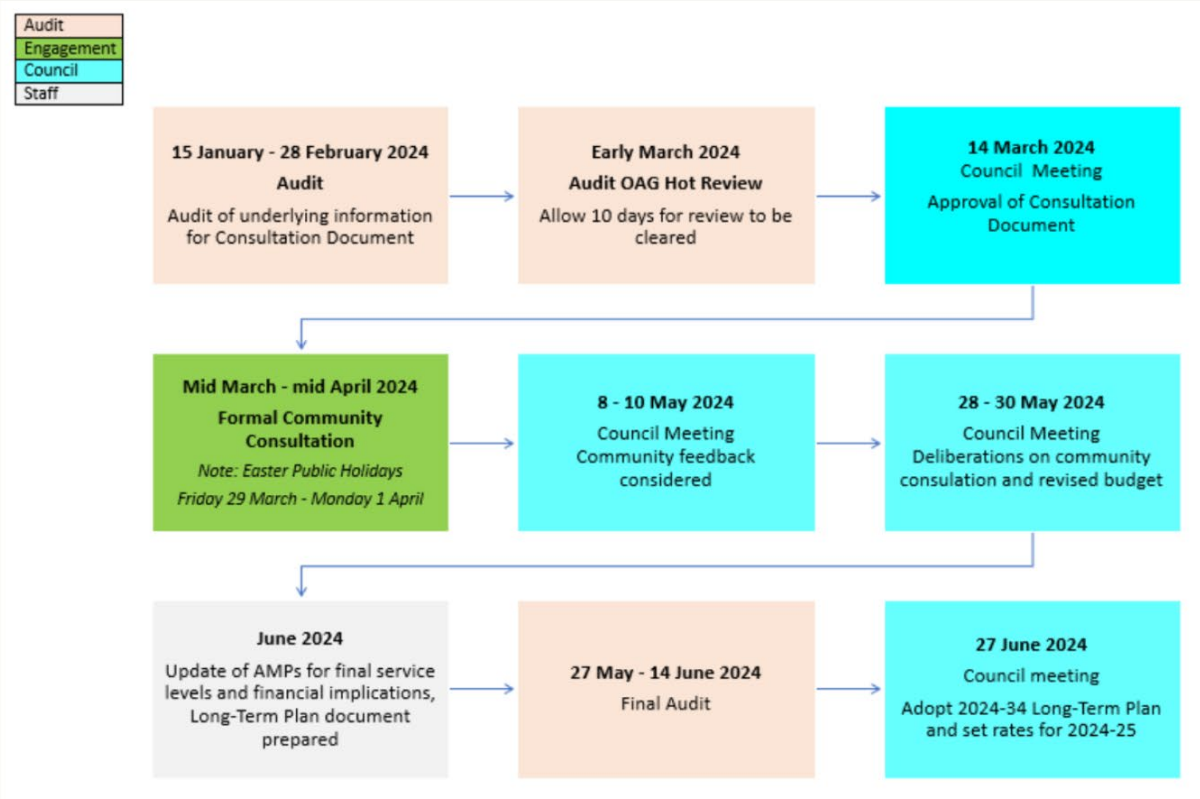 Audit
Engagement
Council
Staff
15 January - 28 February 2024
Audit
Audit of underlying information
for Consultation Document
Early March 2024
Audit OAG Hot Review
Allow 10 days for review to be
cleared
14 March 2024
Council Meeting
Approval of Consultation
Document
Mid March - mid April 2024
Formal Community
Consultation
Note: Easter Public Holidays
Friday 29 March - Monday 1 April
8 - 10 May 2024
Council Meeting
Community feedback
considered
28 - 30 May 2024
Council Meeting
Deliberations on community
consulation and revised budget
June 2024
Update of AMPs for final service
levels and financial implications,
Long-Term Plan document
prepared
27 May - 14 June 2024
Final Audit
27 June 2024
Council meeting
Adopt 2024-34 Long-Term Plan
and set rates for 2024-25